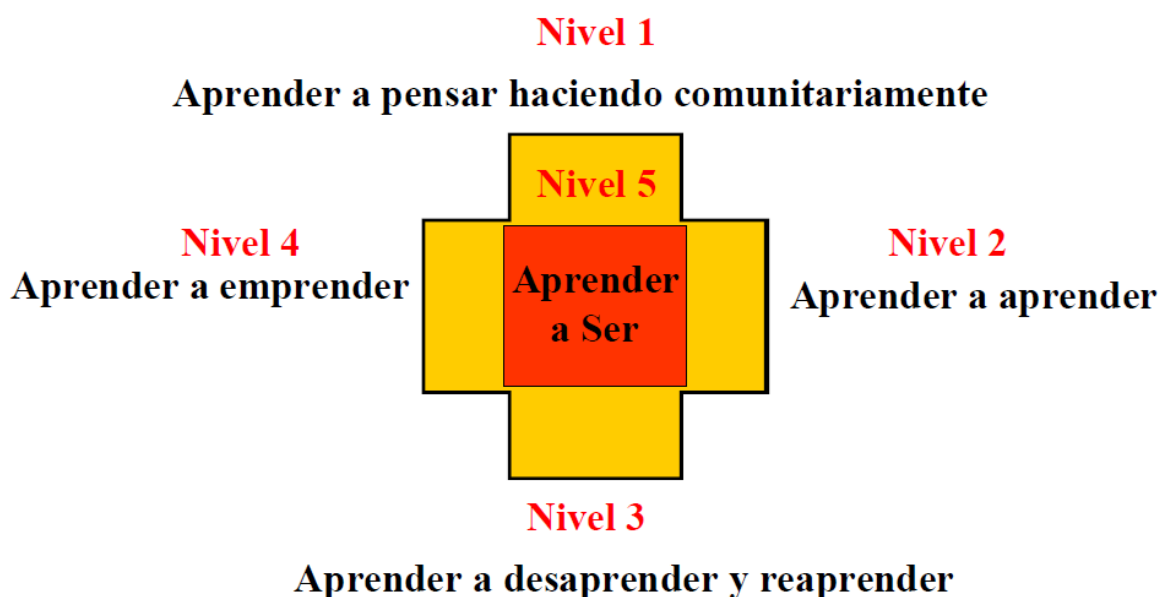 Nivel 1
Aprender a pensar haciendo comunitariamente
Nivel 5
Nivel 4
Aprender a emprender
Aprender
a Ser
Nivel 2
Aprender a aprender
Nivel 3
Aprender a desaprender y reaprender